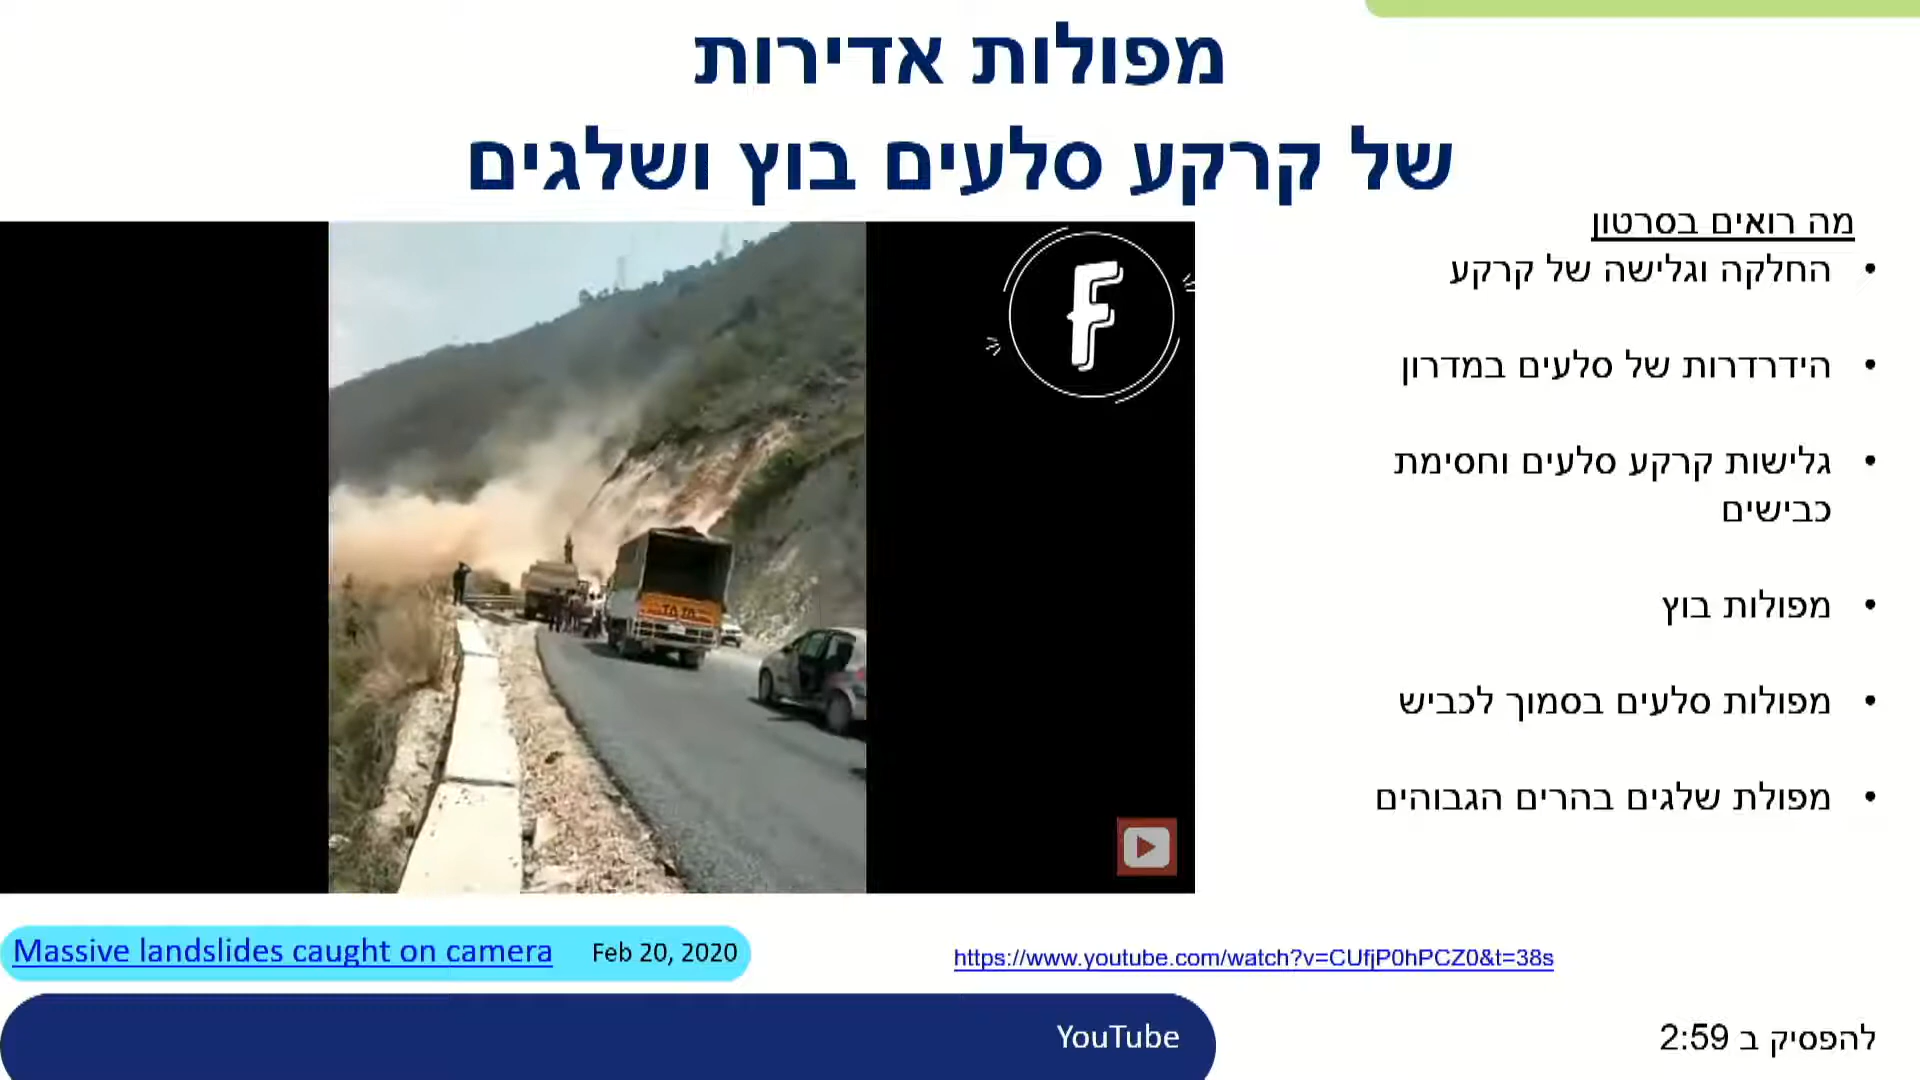 מפולות אדירות
של קרקע סלעים בוץ ושלגים
מה רואים בסרטון
• החלקה וגלישה של קרקע
• הידרדרות של סלעים במדרון
• גלישות קרקע סלעים וחסימת
כבישים
• מפולות בוץ
• מפולות סלעים בסמוך לכביש
• מפולת שלגים בהרים הגבוהים
F
TATA
Massive landslides caught on camera Feb 20, 2020
https://www.youtube.com/watch?v=CUfjP0hPCZ0&t=38s
YouTube
להפסיק ב 2:59